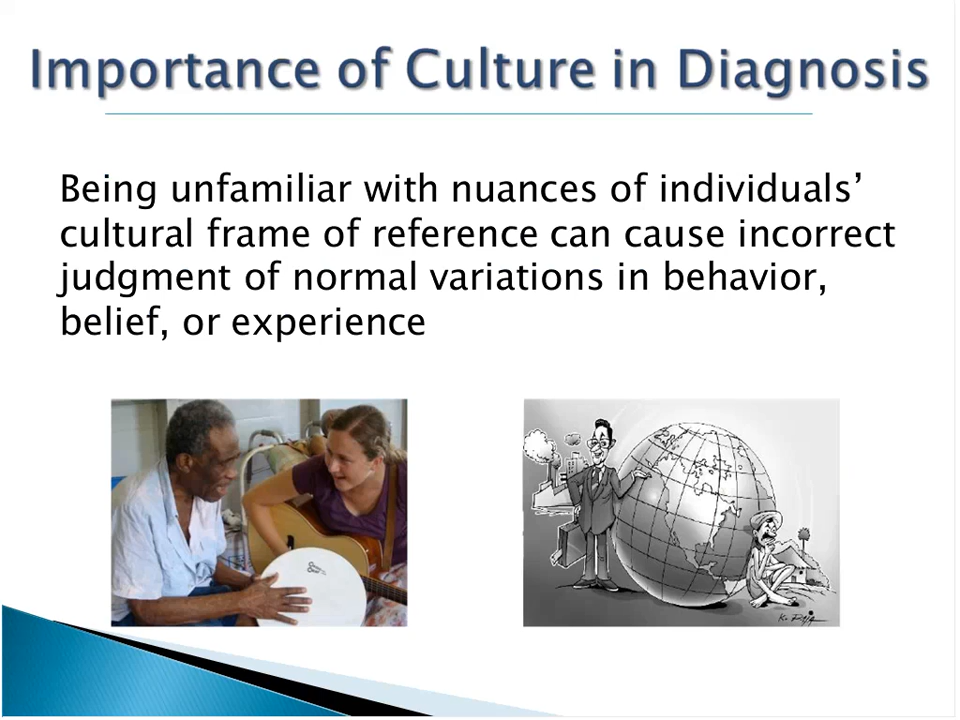 Importance of Culture in Diagnosis
Being unfamiliar with nuances of individuals’
cultural frame of reference can cause incorrect
judgment of normal variations in behavior,
belief, or experience